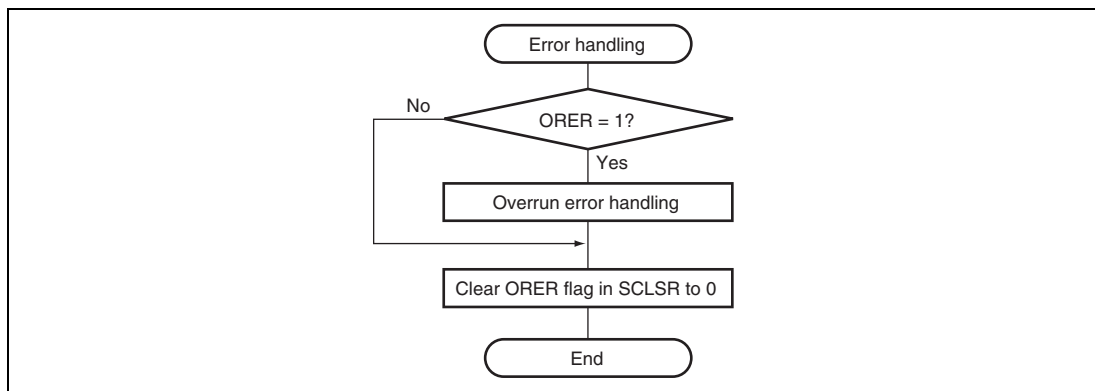 Error handling
No
ORER = 1?
Yes
Overrun error handling
Clear ORER flag in SCLSR to 0
End